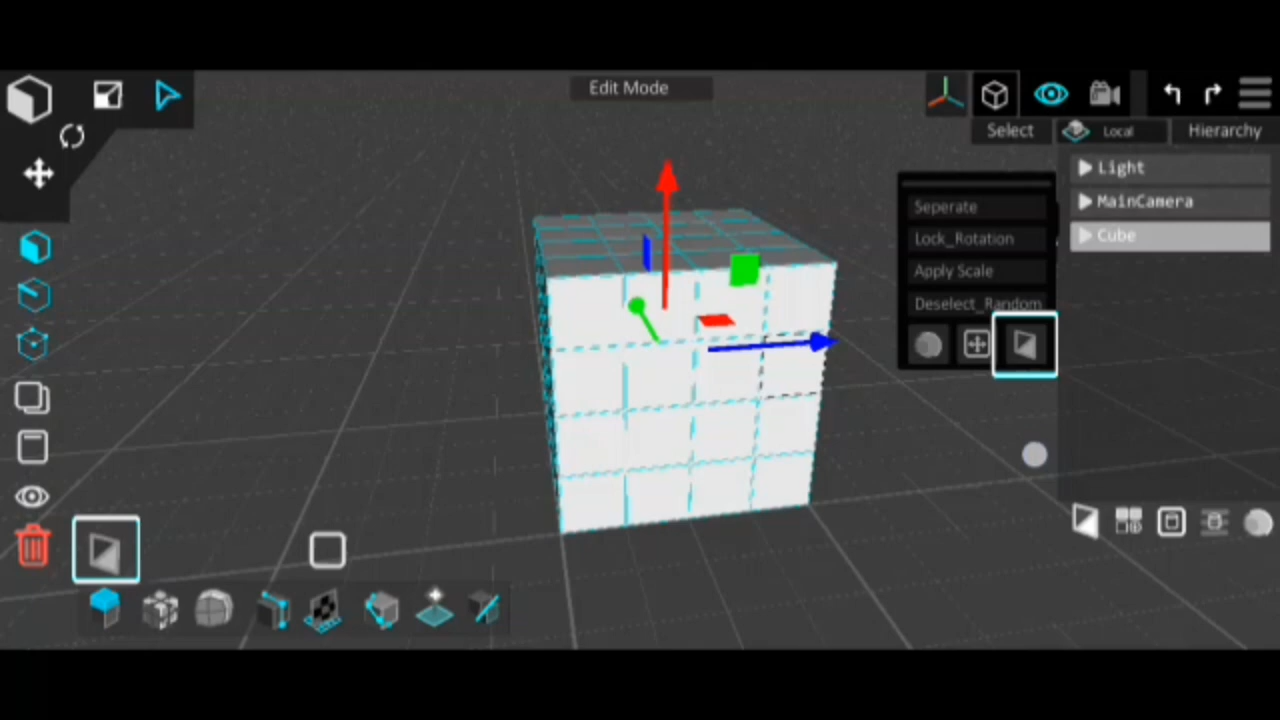 Edit Mode
Select
Local
Hierarchy
Light
MainCamera
Cube
Seperate
Lock_Rotation
Apply Scale
Deselect_Random